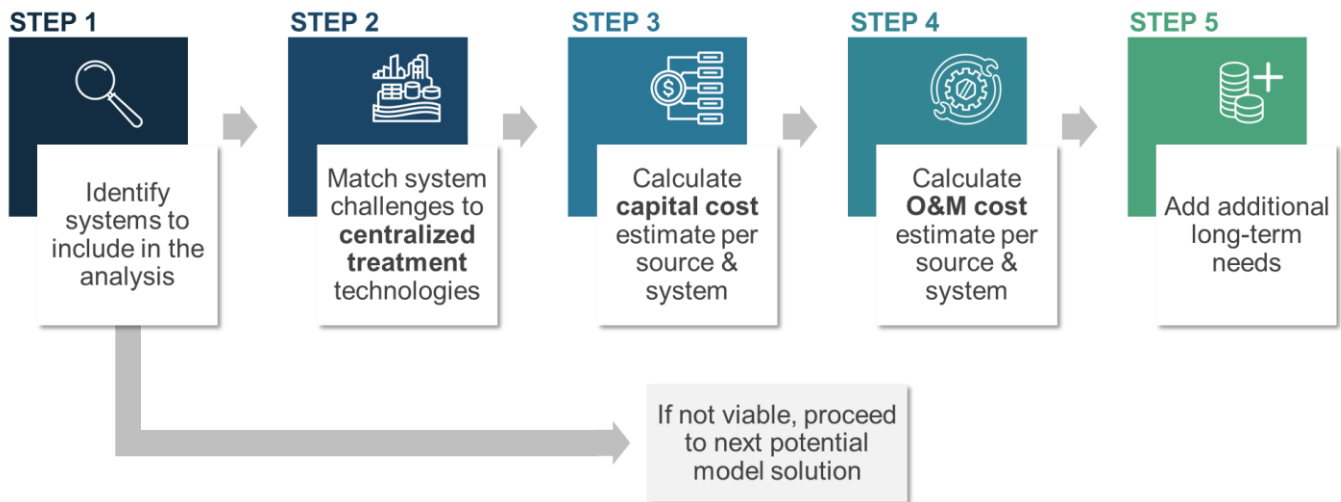 STEP 1
Identify
systems to
include in the
analysis
STEP 2
Match system
challenges to
centralized
treatment
technologies
STEP 3
$
Calculate
capital cost
estimate per
source &
system
STEP 4
Calculate
O&M cost
estimate per
source &
system
STEP 5
Add additional
long-term
needs
If not viable, proceed
to next potential
model solution